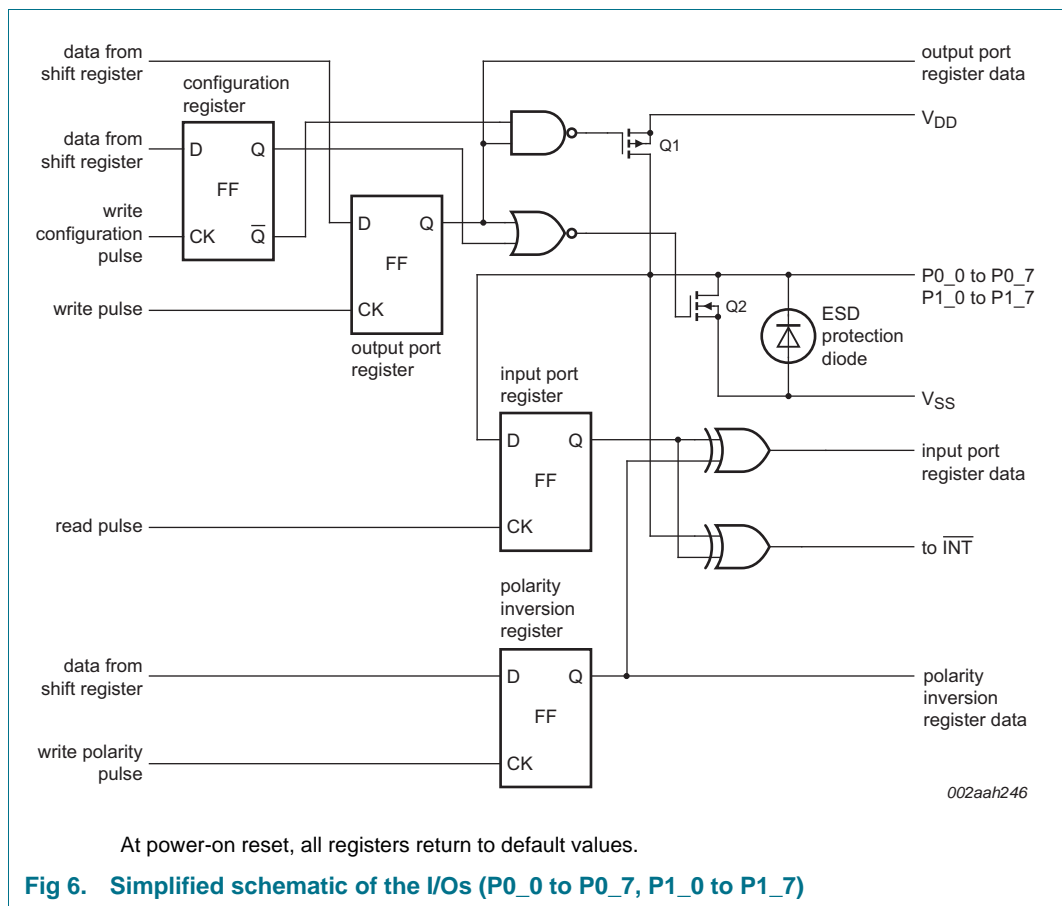 data from
shift register
output port
register data
configuration
register
V_DD
data from
shift register
D Q
Q1
FF
write
configuration
pulse
CK Q̅
D Q
FF
P0_0 to P0_7
P1_0 to P1_7
Q2
ESD
protection
diode
write pulse
CK
output port
register
input port
register
V_SS
D Q
input port
register data
FF
read pulse
CK
to I̅N̅T̅
polarity
inversion
register
data from
shift register
D Q
polarity
inversion
register data
FF
write polarity
pulse
CK
002aah246
At power-on reset, all registers return to default values.
Fig 6. Simplified schematic of the I/Os (P0_0 to P0_7, P1_0 to P1_7)